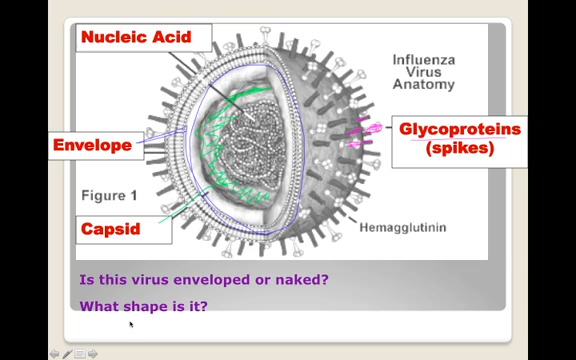 Nucleic Acid
Influenza
Virus
Anatomy
Glycoproteins
(spikes)
Envelope
Figure 1
Capsid
Hemagglutinin
Is this virus enveloped or naked?
What shape is it?